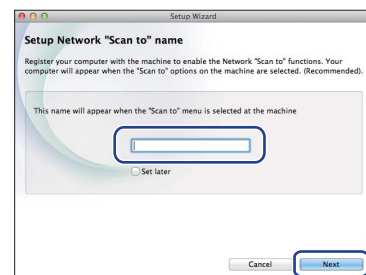 Setup Wizard
Setup Network "Scan to" name
Register your computer with the machine to enable the Network "Scan to" functions. Your
computer will appear when the "Scan to" options on the machine are selected. (Recommended).
This name will appear when the "Scan to" menu is selected at the machine
Set later
Cancel
Next